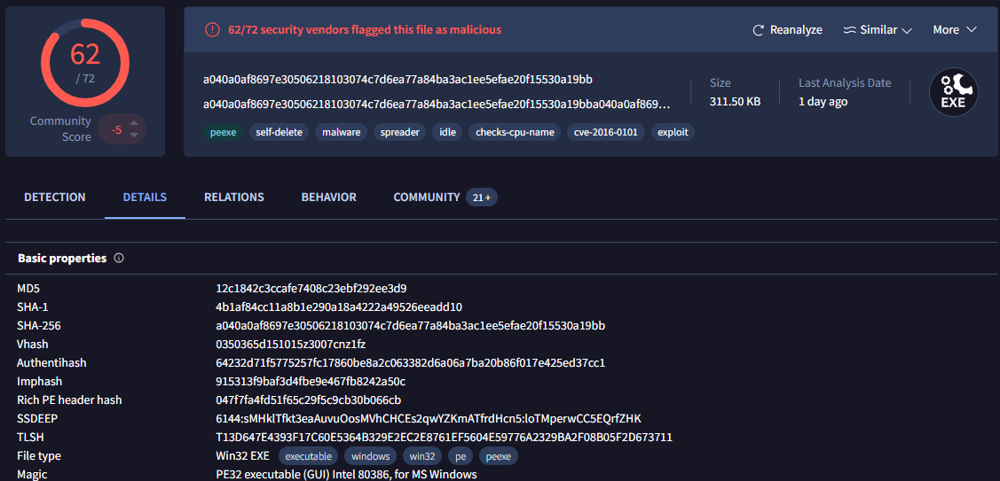 62
/ 72
Community
Score
-5
62/72 security vendors flagged this file as malicious
Reanalyze
Similar
More
a040a0af8697e30506218103074c7d6ea77a84ba3ac1ee5efae20f15530a19bb
a040a0af8697e30506218103074c7d6ea77a84ba3ac1ee5efae20f15530a19bba040a0af869...
Size
311.50 KB
Last Analysis Date
1 day ago
EXE
peexe self-delete malware spreader idle checks-cpu-name cve-2016-0101 exploit
DETECTION DETAILS RELATIONS BEHAVIOR COMMUNITY 21+
Basic properties
MD5 12c1842c3ccafe7408c23ebf292ee3d9
SHA-1 4b1af84cc11a8b1e290a18a4222a49526eeadd10
SHA-256 a040a0af8697e30506218103074c7d6ea77a84ba3ac1ee5efae20f15530a19bb
Vhash 0350365d151015z3007cnz1fz
Authentihash 64232d71f5775257fc17860be8a2c063382d6a06a7ba20b86f017e425ed37cc1
Imphash 915313f9baf3d4fbe9e467fb8242a50c
Rich PE header hash 047f7fa4fd51f65c29f5c9cb30b066cb
SSDEEP 6144:sMHklTfkt3eaAuvuOosMVhCHCEs2qwYZKmATfrdHcn5:loTMperwCC5EQrfZHK
TLSH T13D647E4393F17C60E5364B329E2EC2E8761EF5604E59776A2329BA2F08B05F2D673711
File type Win32 EXE executable windows win32 pe peexe
Magic PE32 executable (GUI) Intel 80386, for MS Windows